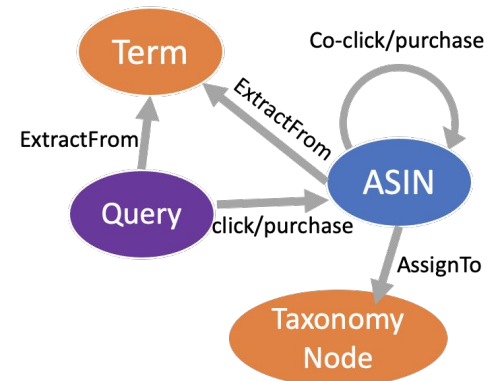 Co-click/purchase
Term
ExtractFrom
ExtractFrom
ASIN
Query
click/purchase
AssignTo
Taxonomy
Node